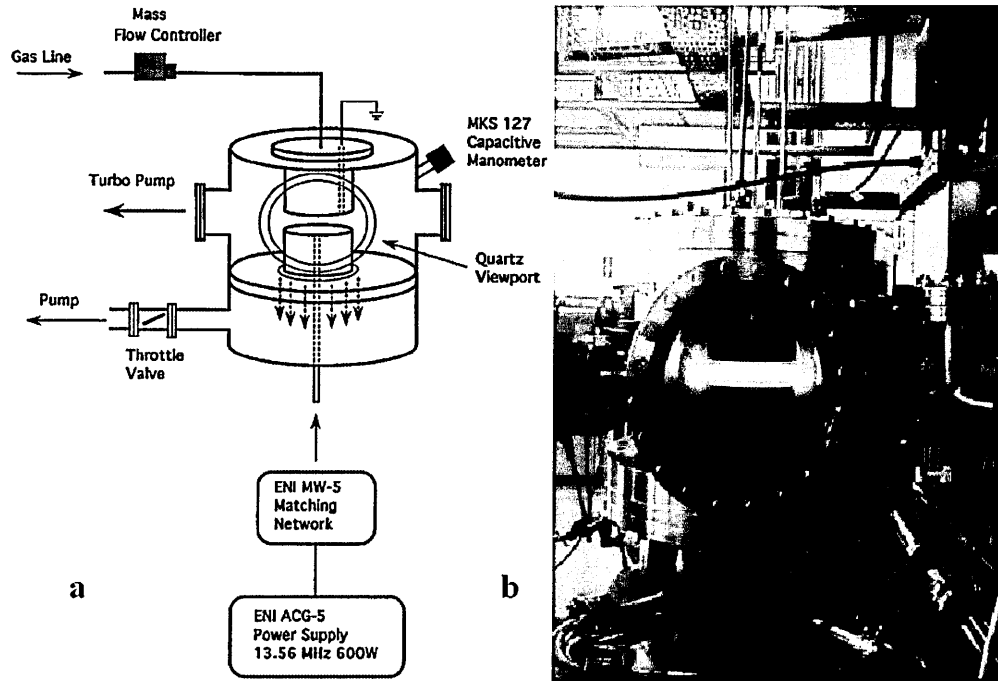 Mass
Flow Controller
Gas Line
MKS 127
Capacitive
Manometer
Turbo Pump
Quartz
Viewport
Pump
Throttle
Valve
ENI MW-5
Matching
Network
a
b
ENI ACG-5
Power Supply
13.56 MHz 600W